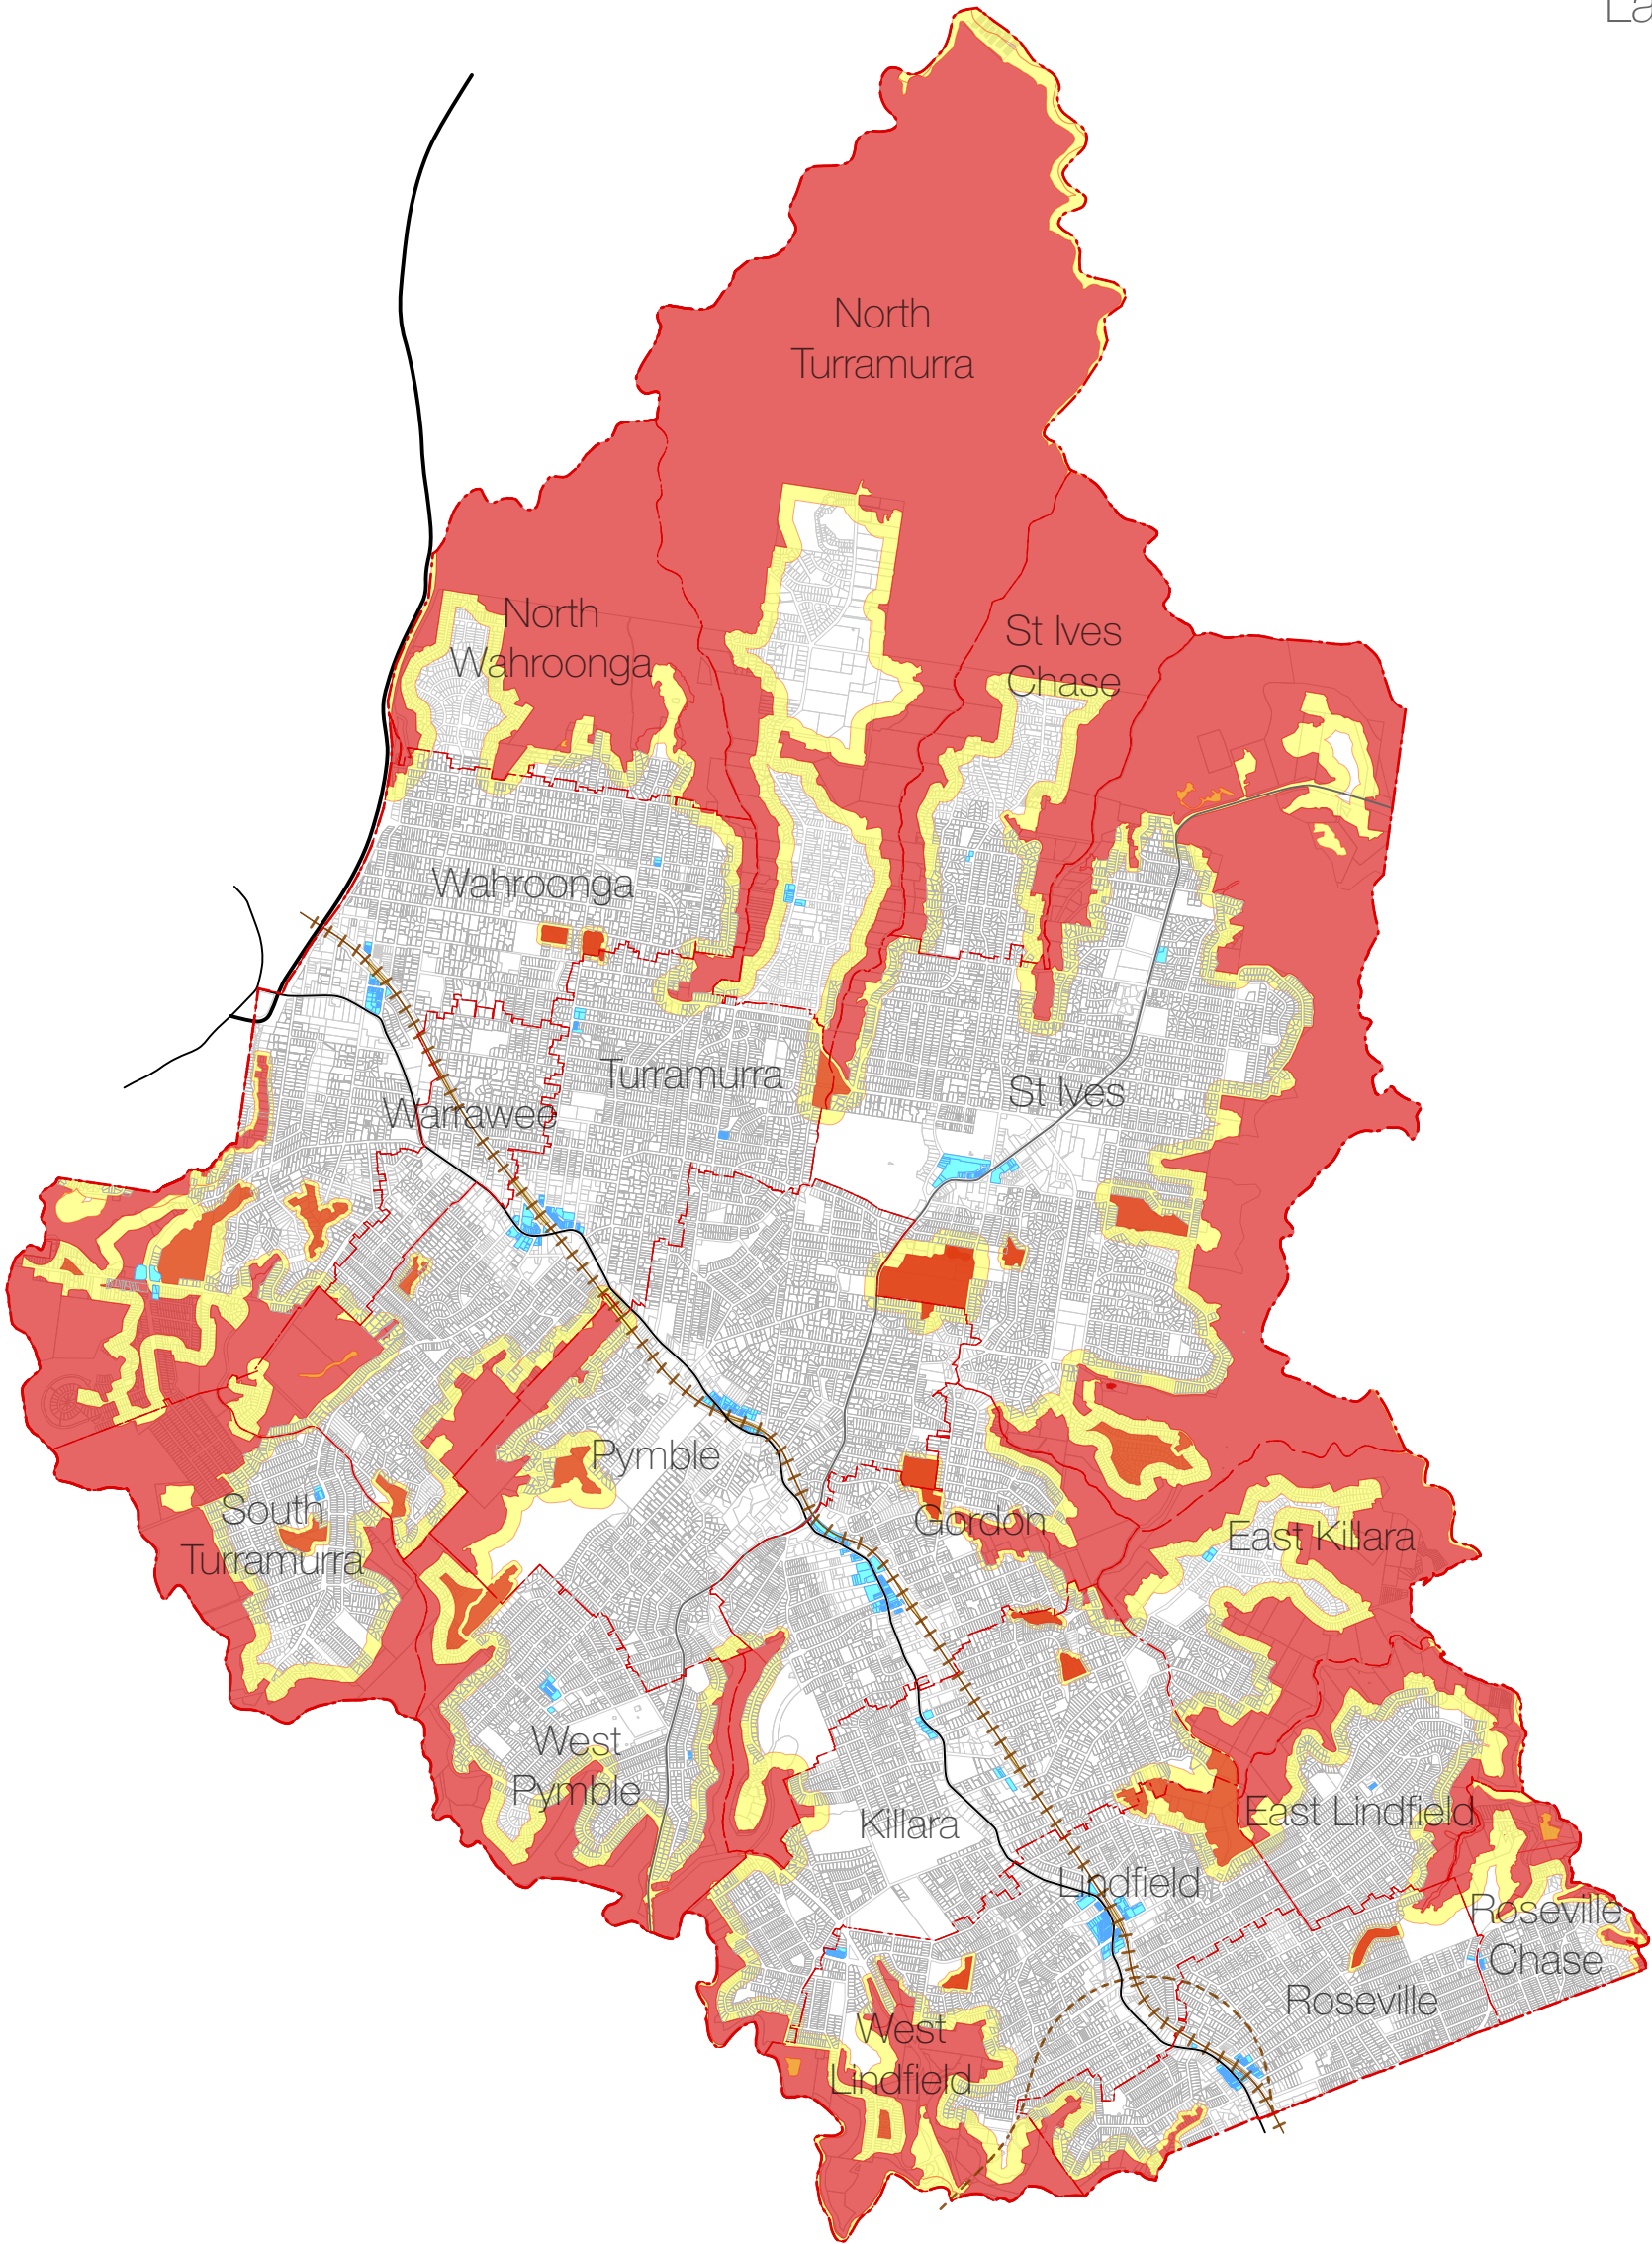 La
North
Turramurra
North
Wahroonga
St Ives
Chase
Wahroonga
Turramurra
St Ives
Warrawee
Pymble
South
Turramurra
Gordon
East Killara
West
Pymble
Killara
East Lindfield
Lindfield
Roseville
Chase
Roseville
West
Lindfield